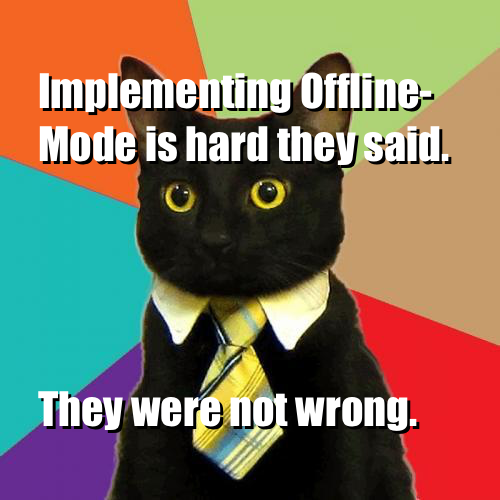 Implementing Offline-
Mode is hard they said.
They were not wrong.